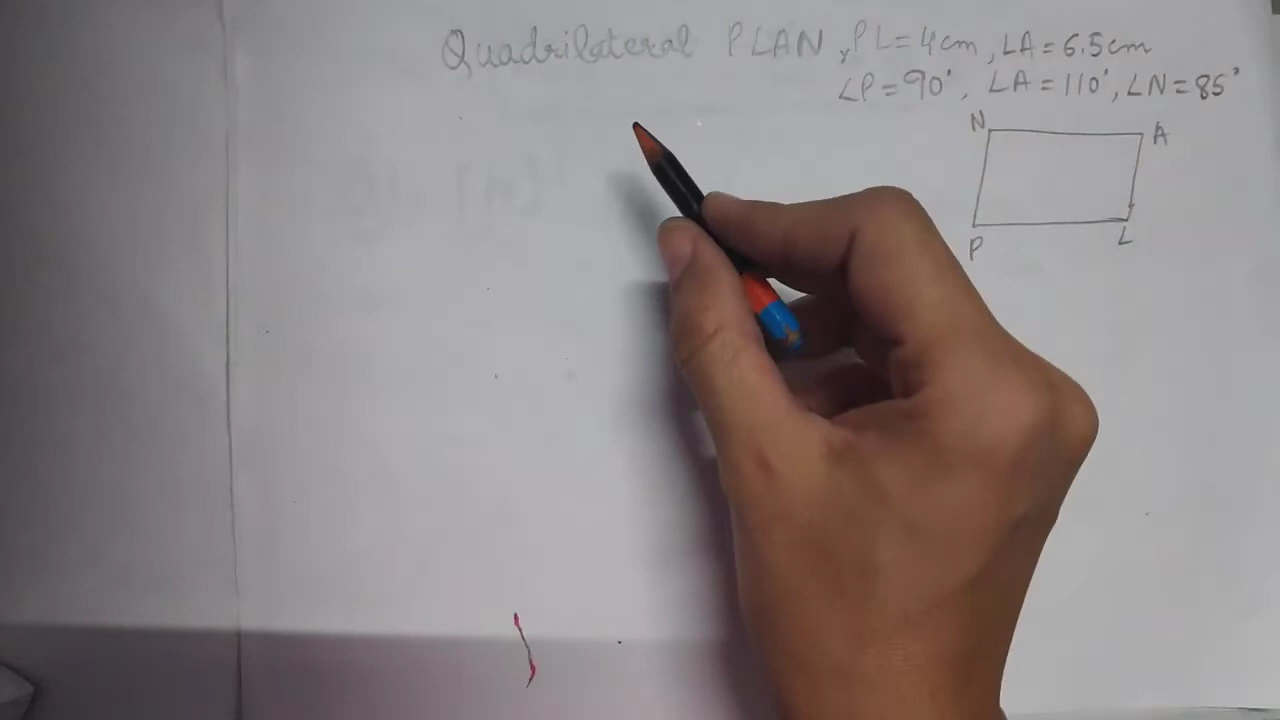 Quadrilateral PLAN, PL=4cm, LA=6.5cm
∠P=90°, ∠A=110°, ∠N=85°
N A
P L